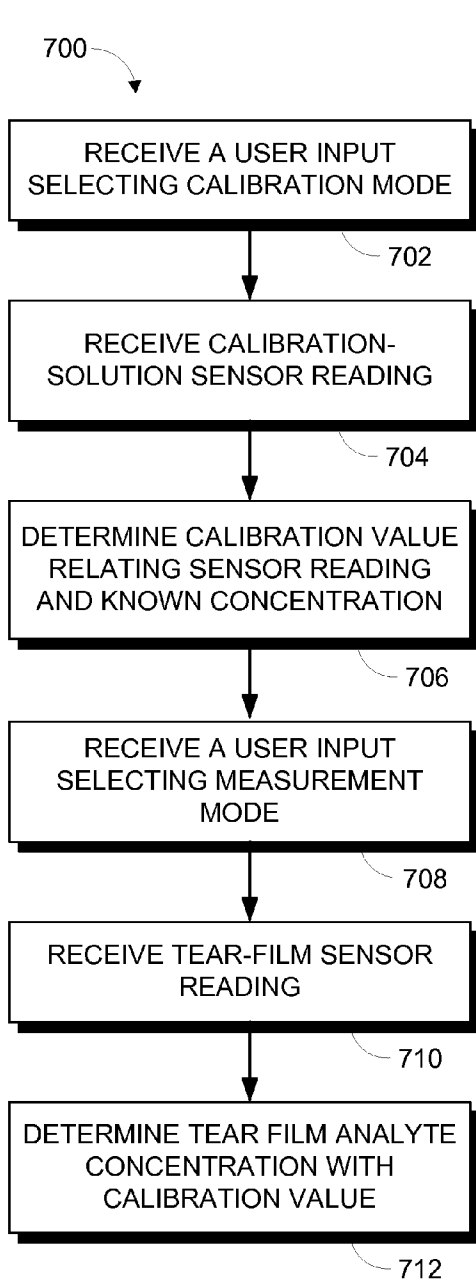 700
RECEIVE A USER INPUT
SELECTING CALIBRATION MODE
702
RECEIVE CALIBRATION-
SOLUTION SENSOR READING
704
DETERMINE CALIBRATION VALUE
RELATING SENSOR READING
AND KNOWN CONCENTRATION
706
RECEIVE A USER INPUT
SELECTING MEASUREMENT
MODE
708
RECEIVE TEAR-FILM SENSOR
READING
710
DETERMINE TEAR FILM ANALYTE
CONCENTRATION WITH
CALIBRATION VALUE
712